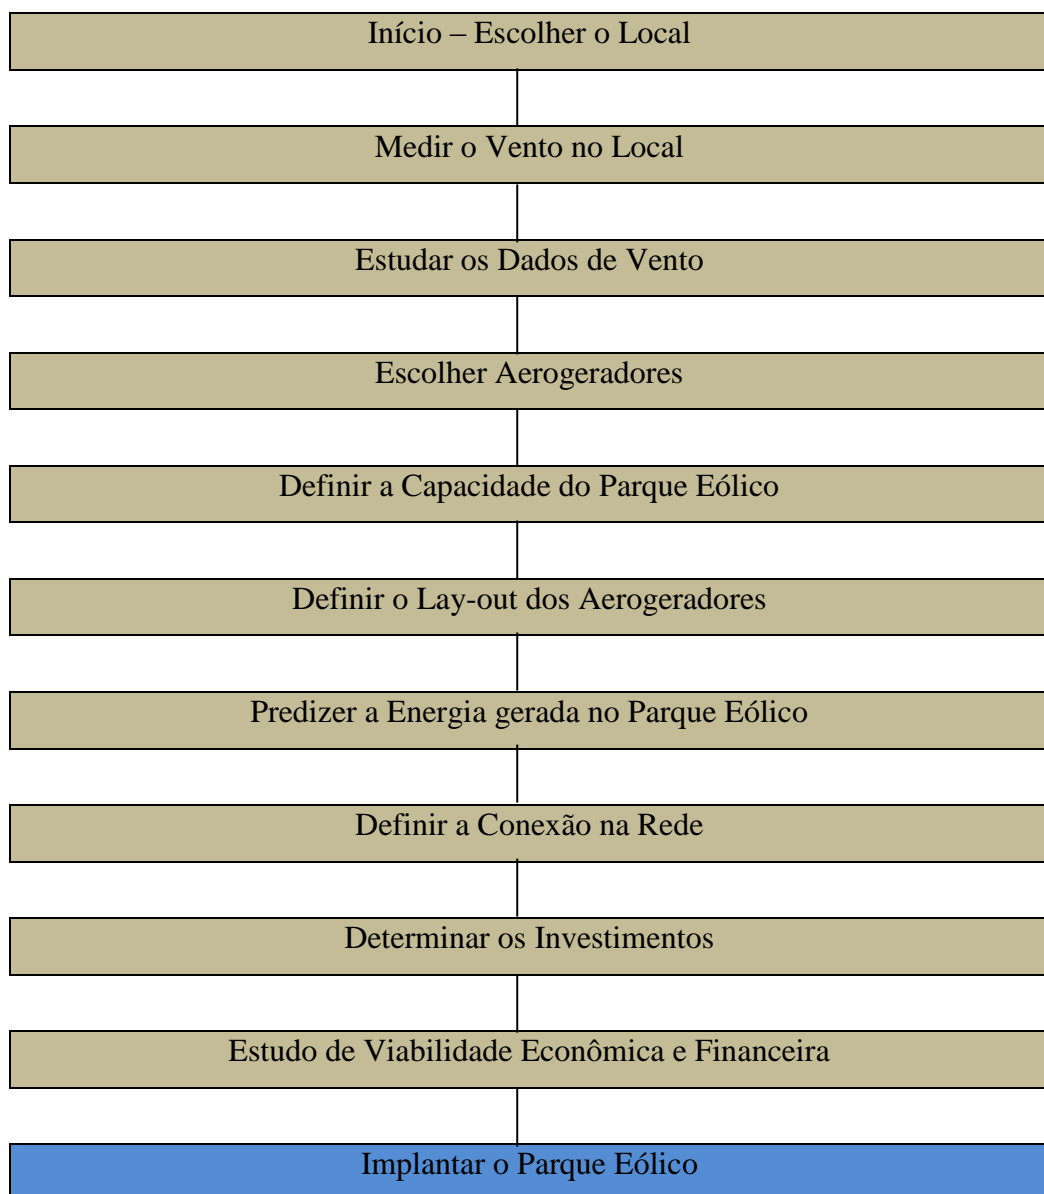 Início – Escolher o Local
Medir o Vento no Local
Estudar os Dados de Vento
Escolher Aerogeradores
Definir a Capacidade do Parque Eólico
Definir o Lay-out dos Aerogeradores
Predizer a Energia gerada no Parque Eólico
Definir a Conexão na Rede
Determinar os Investimentos
Estudo de Viabilidade Econômica e Financeira
Implantar o Parque Eólico